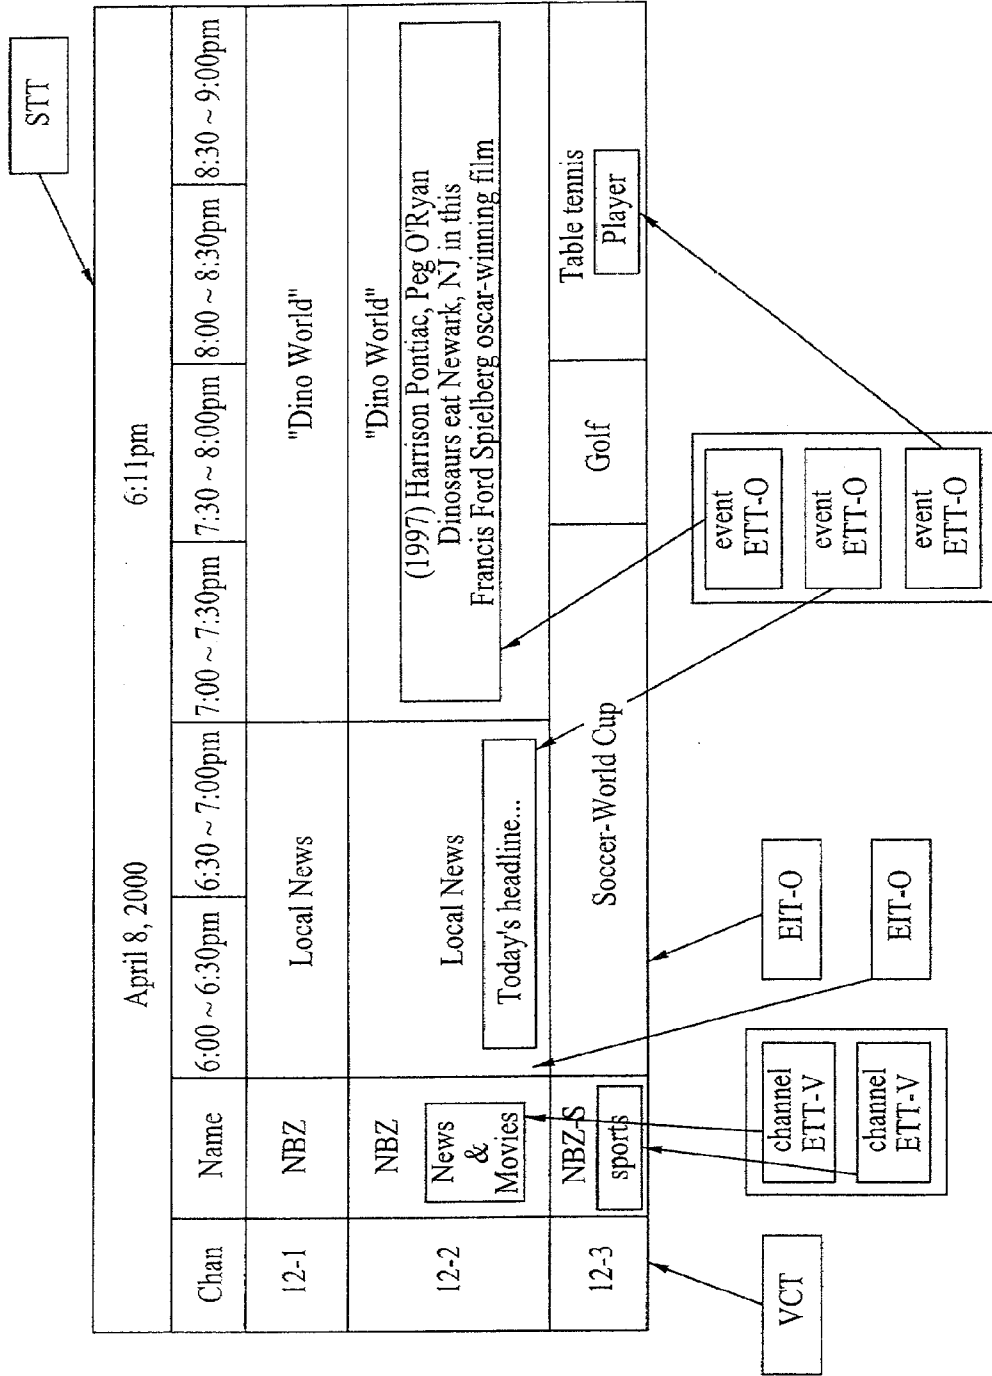 STT
April 8, 2000 6:11pm
Chan Name 6:00 ~ 6:30pm 6:30 ~ 7:00pm 7:00 ~ 7:30pm 7:30 ~ 8:00pm 8:00 ~ 8:30pm 8:30 ~ 9:00pm
12-1 NBZ Local News "Dino World"
12-2 NBZ Local News "Dino World"
News
&
Movies
Today's headline...
(1997) Harrison Pontiac, Peg O'Ryan
Dinosaurs eat Newark, NJ in this
Francis Ford Spielberg oscar-winning film
12-3 NBZ-S Soccer-World Cup Golf Table tennis
sports
Player
VCT
channel
ETT-V
channel
ETT-V
EIT-O
EIT-O
event
ETT-O
event
ETT-O
event
ETT-O